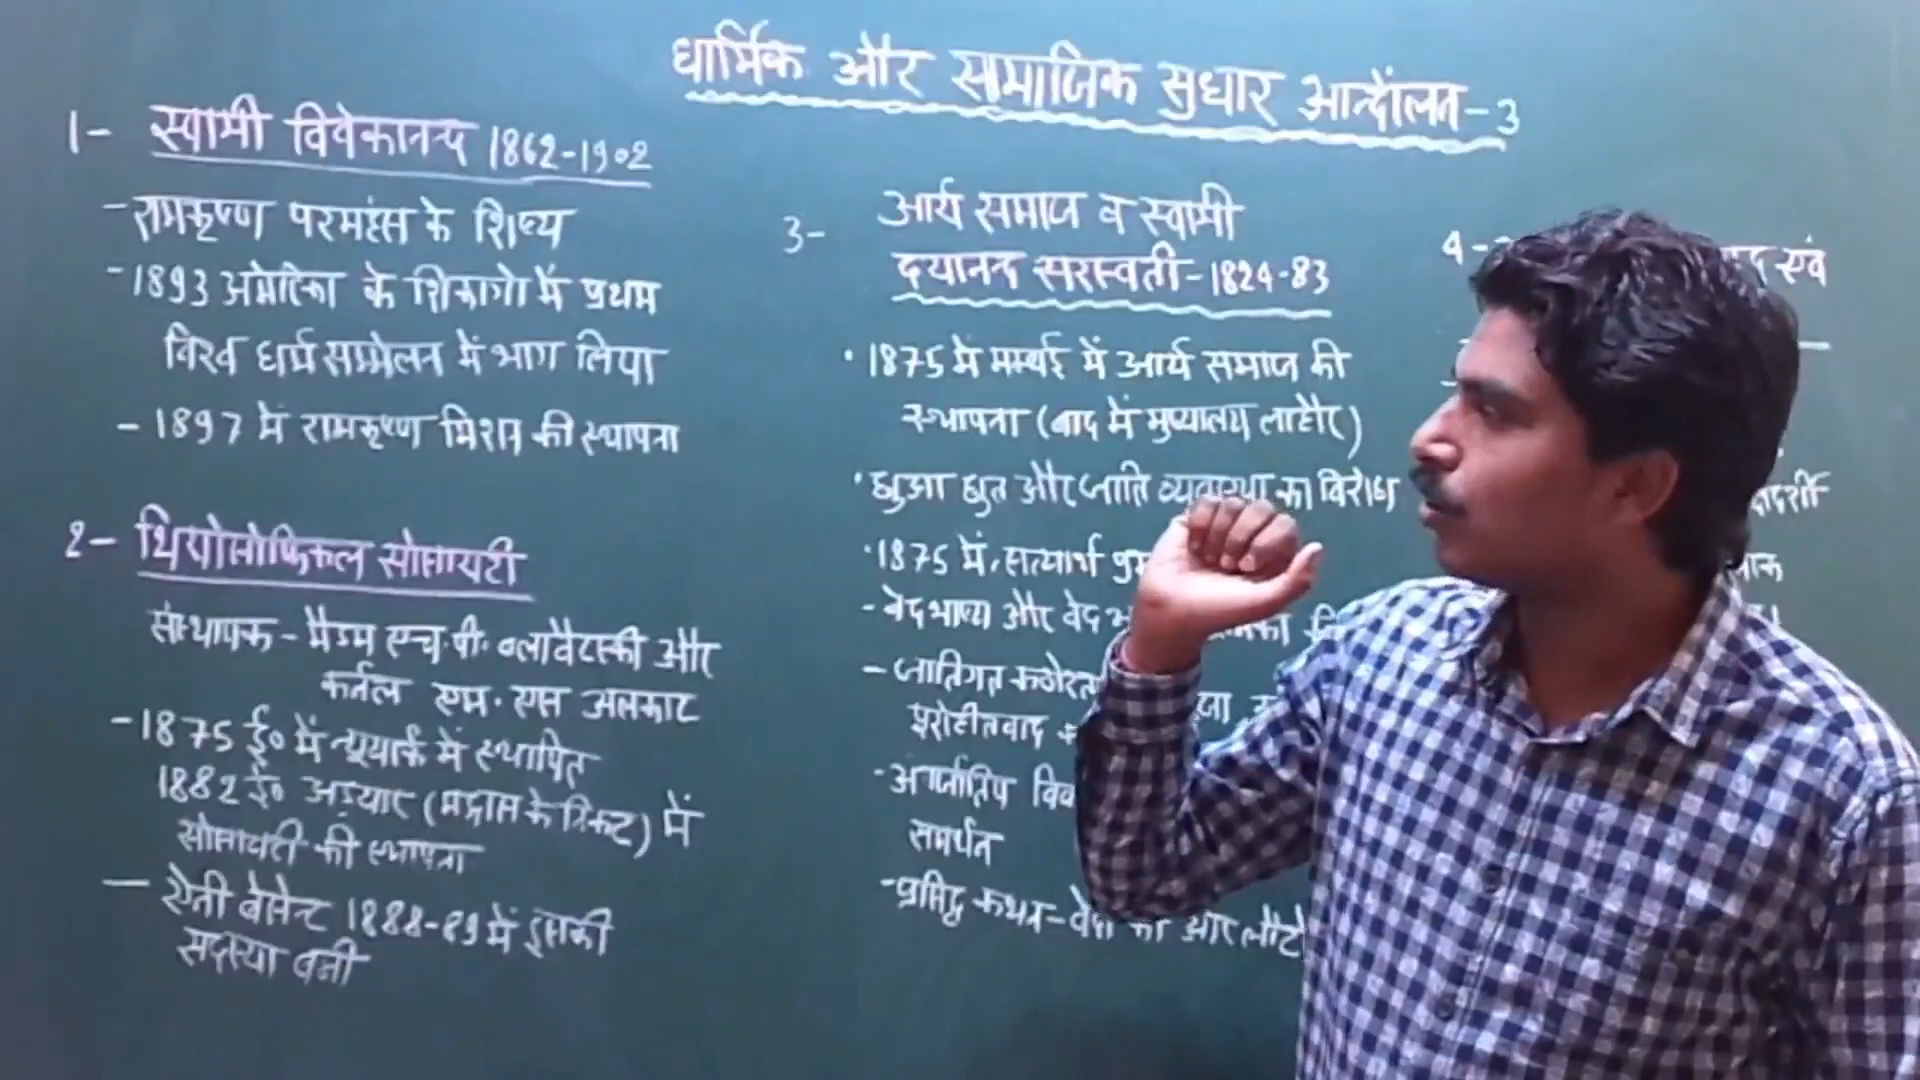 धार्मिक और सामाजिक सुधार आन्दोंलन-3
1- स्वामी विवेकानन्द 1862-1902
- रामकृष्ण परमहंस के शिष्य
- 1893 अमेरिका के शिकागो में प्रथम
विश्व धर्म सम्मेलन में भाग लिया
- 1897 में रामकृष्ण मिशन की स्थापना
2- थियोसोफिकल सोसायटी
संस्थापक - मैडम एच.पी. ब्लावैटस्की और
कर्नल एम.एस अलकाट
- 1875 ई० में न्यूयार्क में स्थापित
1882 ई० अड्यार (मद्रास के निकट) में
सोसायटी की स्थापना
- ऐनी बेसेन्ट 1888-89 में इसकी
सदस्या बनी
3- आर्य समाज व स्वामी
दयानन्द सरस्वती-1824-83
· 1875 में मम्बई में आर्य समाज की
स्थापना (बाद में मुख्यालय लाहौर)
· छुआ छुत और जाति व्यवस्था का विरोध
· 1875 में सत्यार्थ
- वेद भाष्य और वेद
- जातिगत
पुरोहीतवाद
- अन्तर्जातिय
समर्थन
- प्रसिद्व कथन - वेदो की ओर लौटो
4-
एवं